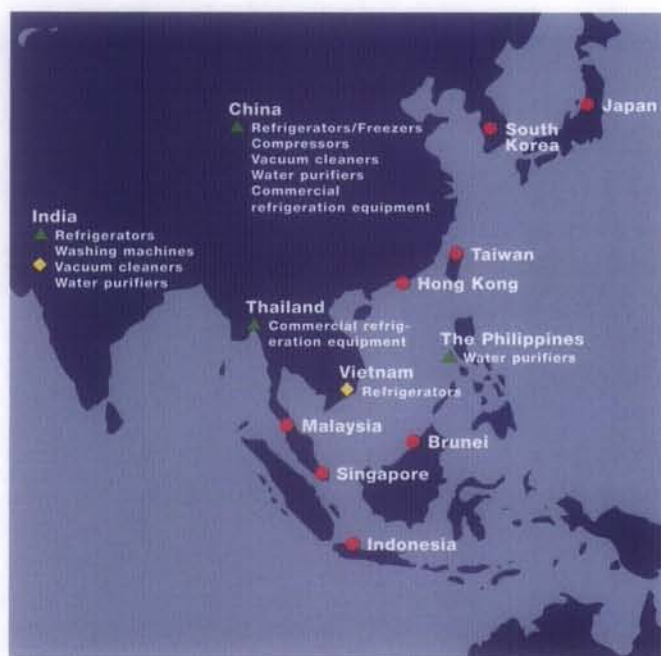 China
Refrigerators/Freezers
Compressors
Vacuum cleaners
Water purifiers
Commercial
refrigeration equipment
Japan
South
Korea
India
Refrigerators
Washing machines
Vacuum cleaners
Water purifiers
Taiwan
Hong Kong
Thailand
Commercial refrig-
eration equipment
The Philippines
Water purifiers
Vietnam
Refrigerators
Malaysia
Brunei
Singapore
Indonesia